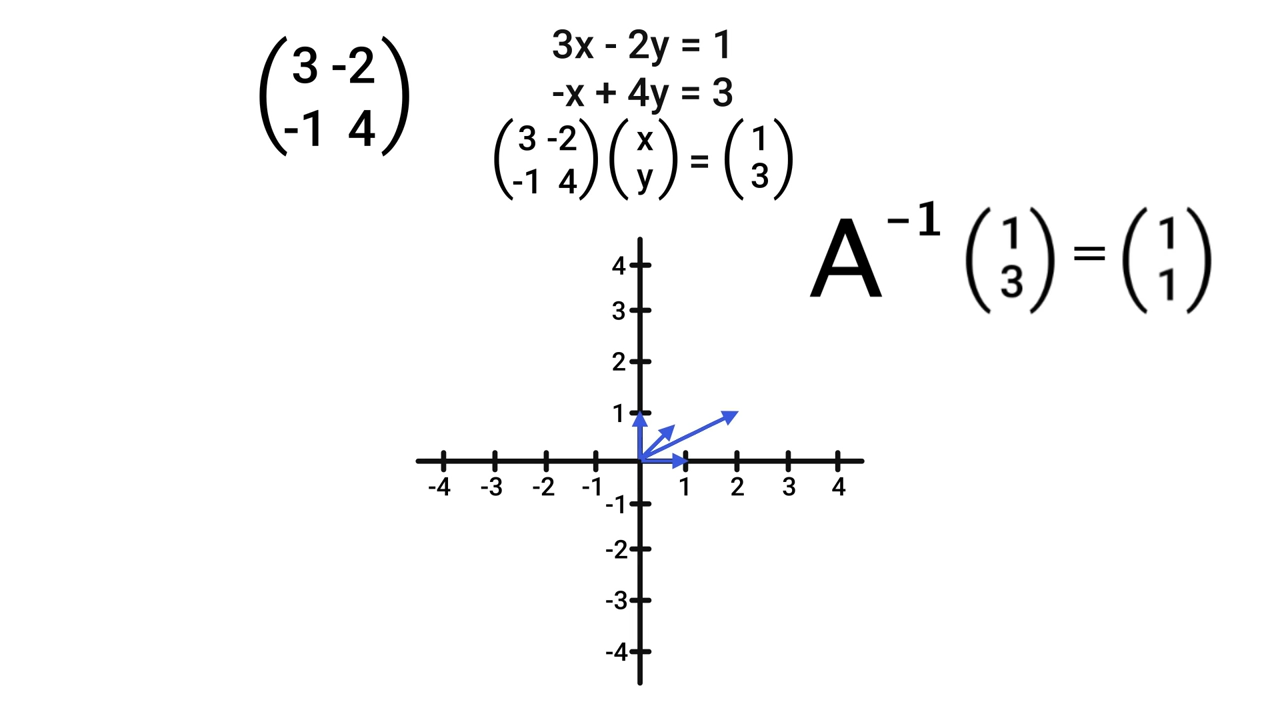 3 -2
-1 4
3x - 2y = 1
-x + 4y = 3
(3 -2) (x) = (1)
(-1 4) (y) (3)
A⁻¹ (1) = (1)
(3) (1)
4
3
2
1
-4 -3 -2 -1 1 2 3 4
-1
-2
-3
-4